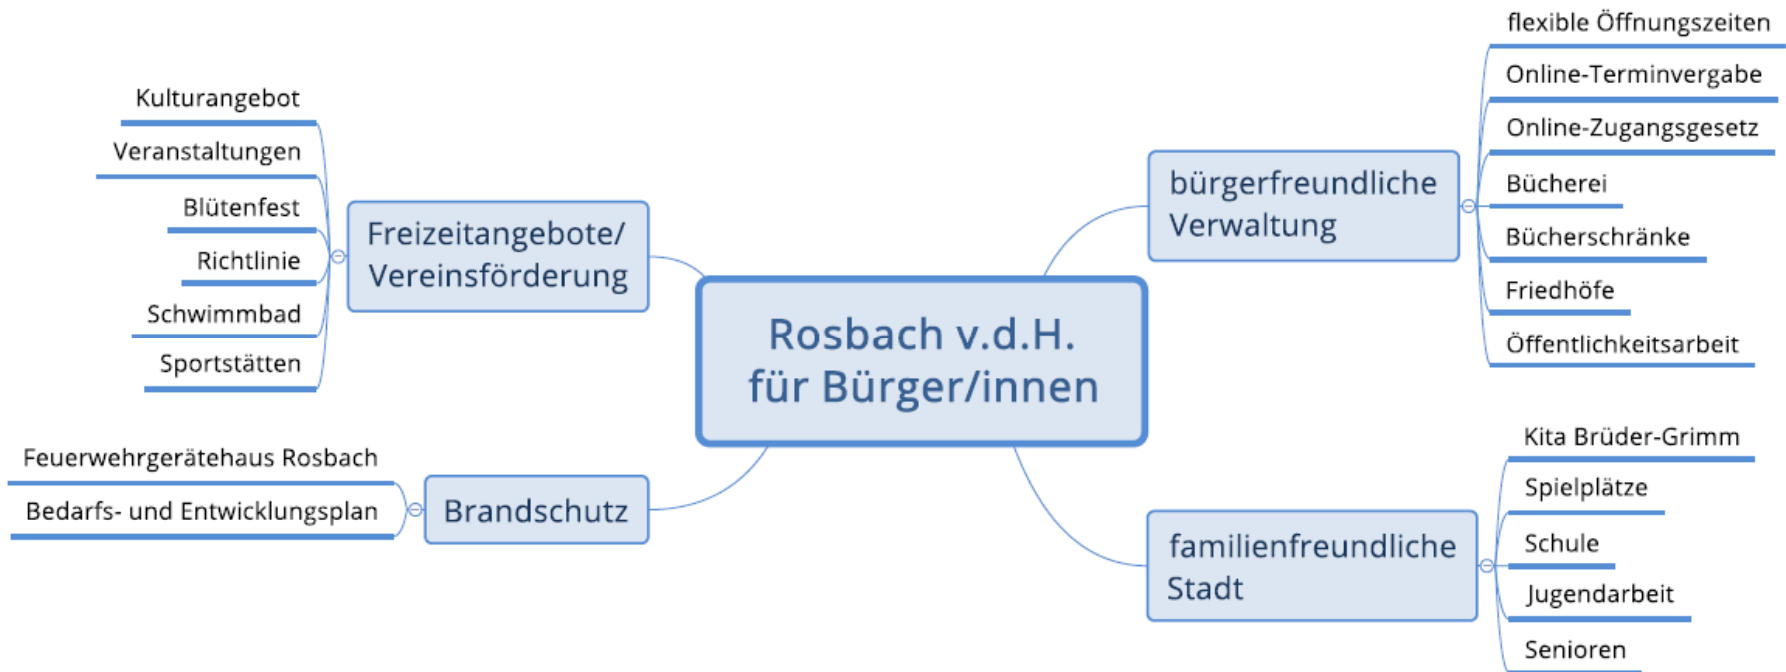 Rosbach v.d.H.
für Bürger/innen
bürgerfreundliche
Verwaltung
flexible Öffnungszeiten
Online-Terminvergabe
Online-Zugangsgesetz
Bücherei
Bücherschränke
Friedhöfe
Öffentlichkeitsarbeit
familienfreundliche
Stadt
Kita Brüder-Grimm
Spielplätze
Schule
Jugendarbeit
Senioren
Freizeitangebote/
Vereinsförderung
Kulturangebot
Veranstaltungen
Blütenfest
Richtlinie
Schwimmbad
Sportstätten
Brandschutz
Feuerwehrgerätehaus Rosbach
Bedarfs- und Entwicklungsplan